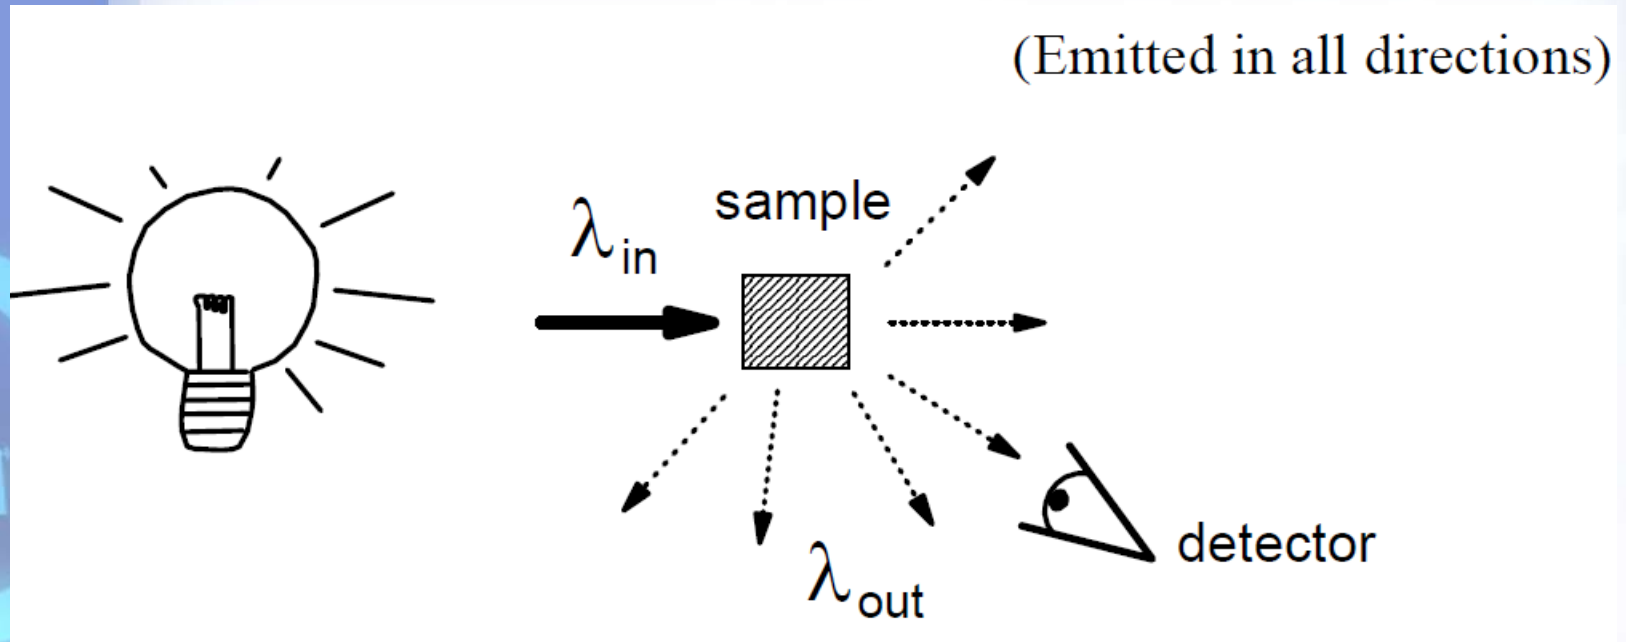 (Emitted in all directions)
sample
λin
λout
detector